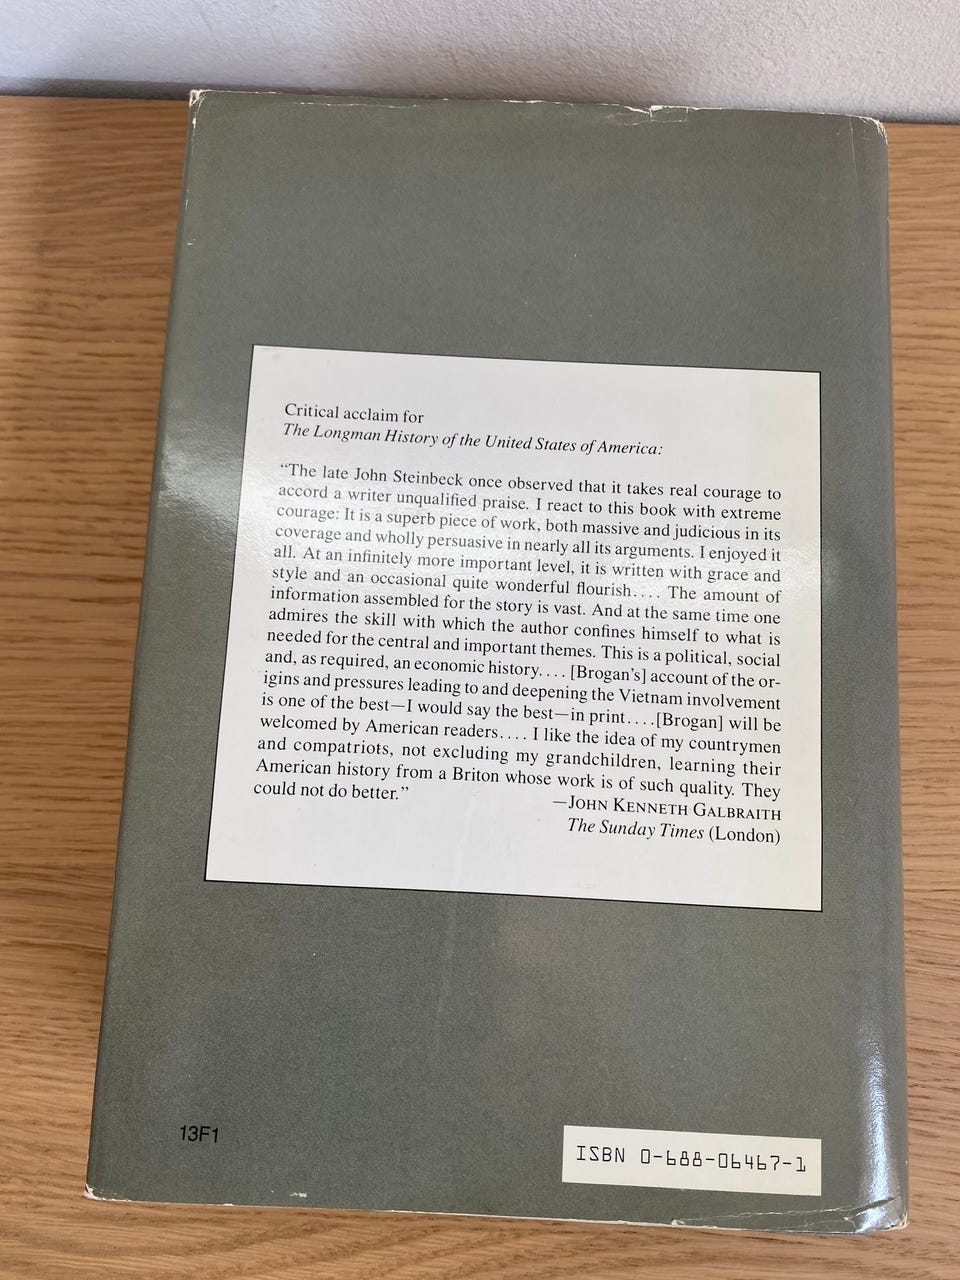 Critical acclaim for
The Longman History of the United States of America:
“The late John Steinbeck once observed that it takes real courage to
accord a writer unqualified praise. I react to this book with extreme
courage: It is a superb piece of work, both massive and judicious in its
coverage and wholly persuasive in nearly all its arguments. I enjoyed it
all. At an infinitely more important level, it is written with grace and
style and an occasional quite wonderful flourish.... The amount of
information assembled for the story is vast. And at the same time one
admires the skill with which the author confines himself to what is
needed for the central and important themes. This is a political, social
and, as required, an economic history.... [Brogan's] account of the or-
igins and pressures leading to and deepening the Vietnam involvement
is one of the best—I would say the best—in print....[Brogan] will be
welcomed by American readers.... I like the idea of my countrymen
and compatriots, not excluding my grandchildren, learning their
American history from a Briton whose work is of such quality. They
could not do better.”
—JOHN KENNETH GALBRAITH
The Sunday Times (London)
13F1
ISBN 0-688-06467-1